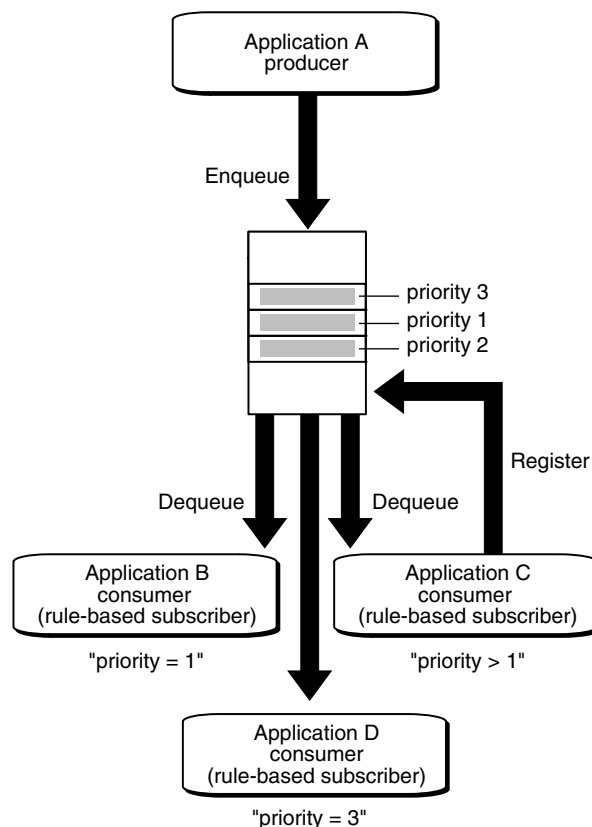 Application A
producer
Enqueue
priority 3
priority 1
priority 2
Register
Dequeue
Dequeue
Application B
consumer
(rule-based subscriber)
Application C
consumer
(rule-based subscriber)
"priority = 1"
"priority > 1"
Application D
consumer
(rule-based subscriber)
"priority = 3"